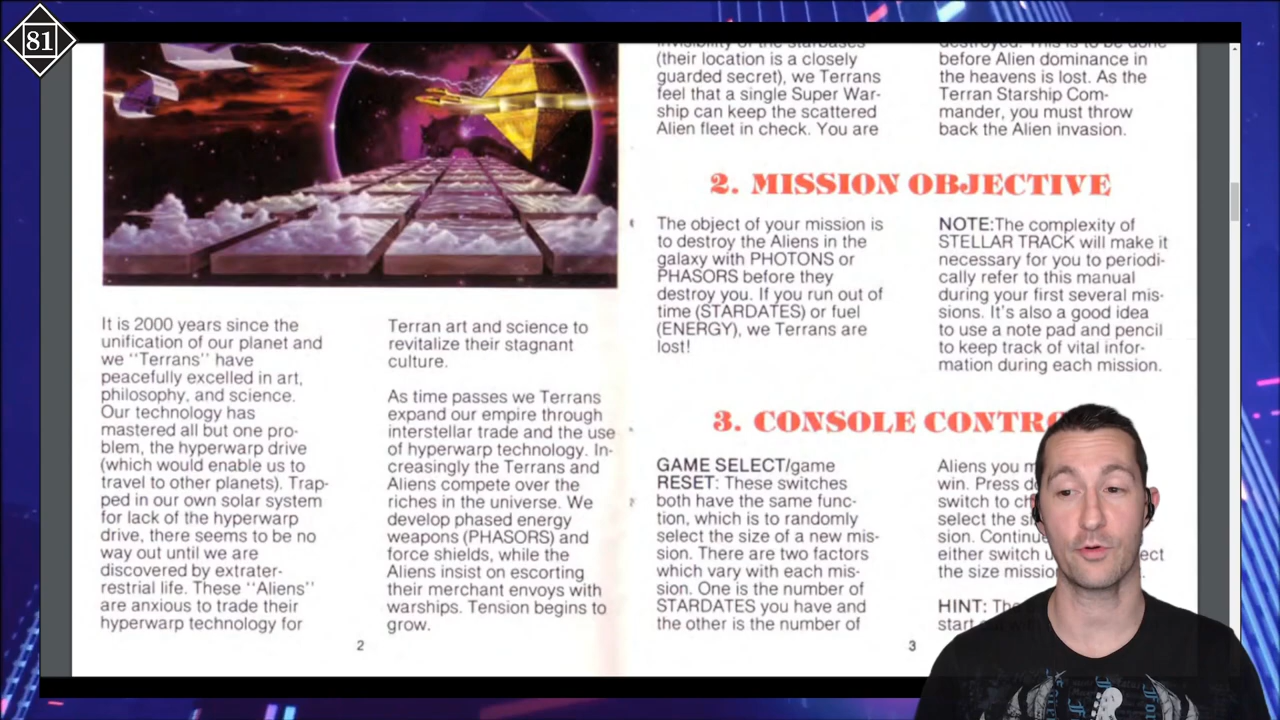 81
It is 2000 years since the
unification of our planet and
we "Terrans" have
peacefully excelled in art,
philosophy, and science.
Our technology has
mastered all but one pro-
blem, the hyperwarp drive
(which would enable us to
travel to other planets). Trap-
ped in our own solar system
for lack of the hyperwarp
drive, there seems to be no
way out until we are
discovered by extrater-
restrial life. These "Aliens"
are anxious to trade their
hyperwarp technology for
Terran art and science to
revitalize their stagnant
culture.
As time passes we Terrans
expand our empire through
interstellar trade and the use
of hyperwarp technology. In-
creasingly the Terrans and
Aliens compete over the
riches in the universe. We
develop phased energy
weapons (PHASORS) and
force shields, while the
Aliens insist on escorting
their merchant envoys with
warships. Tension begins to
grow.
2
invisibility of the starbases
(their location is a closely
guarded secret), we Terrans
feel that a single Super War-
ship can keep the scattered
Alien fleet in check. You are
destroyed. This is to be done
before Alien dominance in
the heavens is lost. As the
Terran Starship Com-
mander, you must throw
back the Alien invasion.
2. MISSION OBJECTIVE
The object of your mission is
to destroy the Aliens in the
galaxy with PHOTONS or
PHASORS before they
destroy you. If you run out of
time (STARDATES) or fuel
(ENERGY), we Terrans are
lost!
NOTE:The complexity of
STELLAR TRACK will make it
necessary for you to periodi-
cally refer to this manual
during your first several mis-
sions. It's also a good idea
to use a note pad and pencil
to keep track of vital infor-
mation during each mission.
3. CONSOLE CONTRO
GAME SELECT/game
RESET: These switches
both have the same func-
tion, which is to randomly
select the size of a new mis-
sion. There are two factors
which vary with each mis-
sion. One is the number of
STARDATES you have and
the other is the number of
Aliens you m
win. Press
switch to
select the
sion. Continue
either switch
the size missio
HINT:
start
3